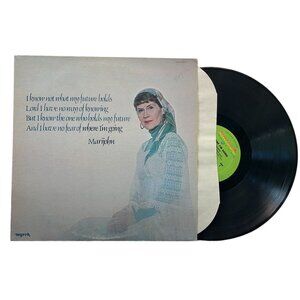 I know not what my future holds
Lord I have no way of knowing
But I know the one who holds my future
And I have no fear of where I'm going
Marijohn
myrrh